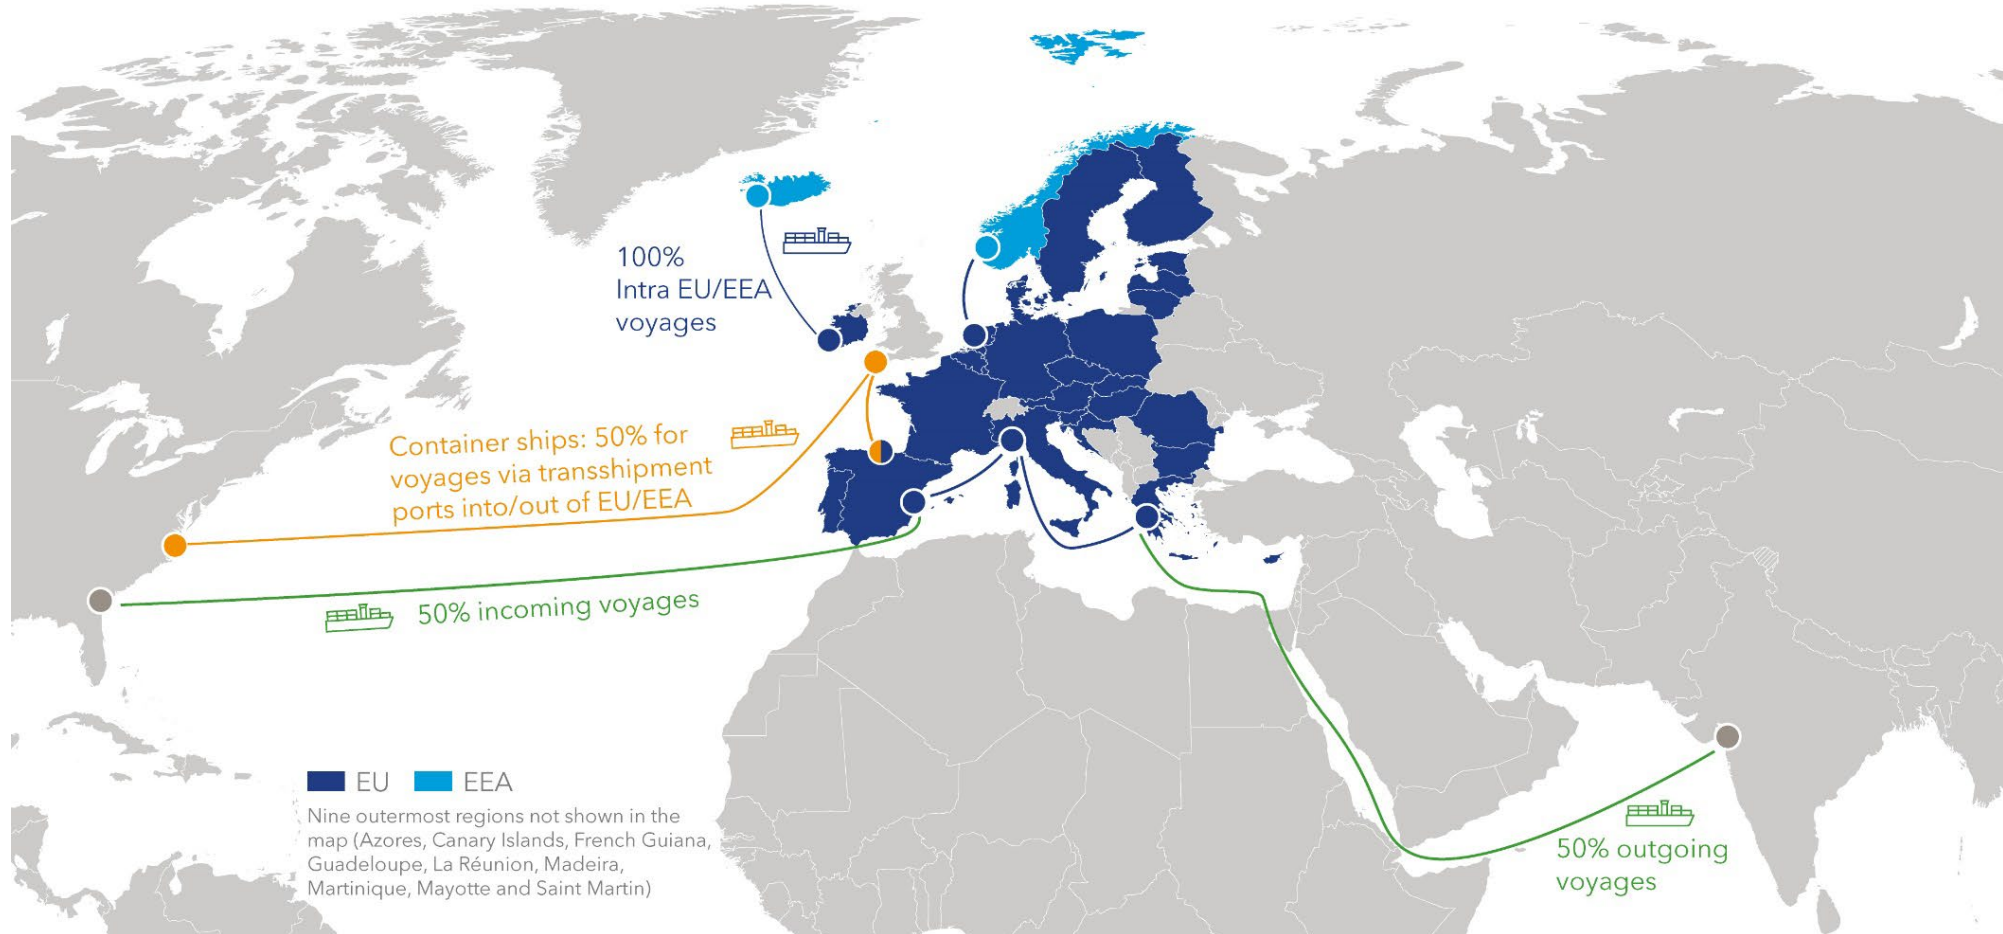 100%
Intra EU/EEA
voyages
Container ships: 50% for
voyages via transshipment
ports into/out of EU/EEA
50% incoming voyages
EU
EEA
Nine outermost regions not shown in the
map (Azores, Canary Islands, French Guiana,
Guadeloupe, La Réunion, Madeira,
Martinique, Mayotte and Saint Martin)
50% outgoing
voyages